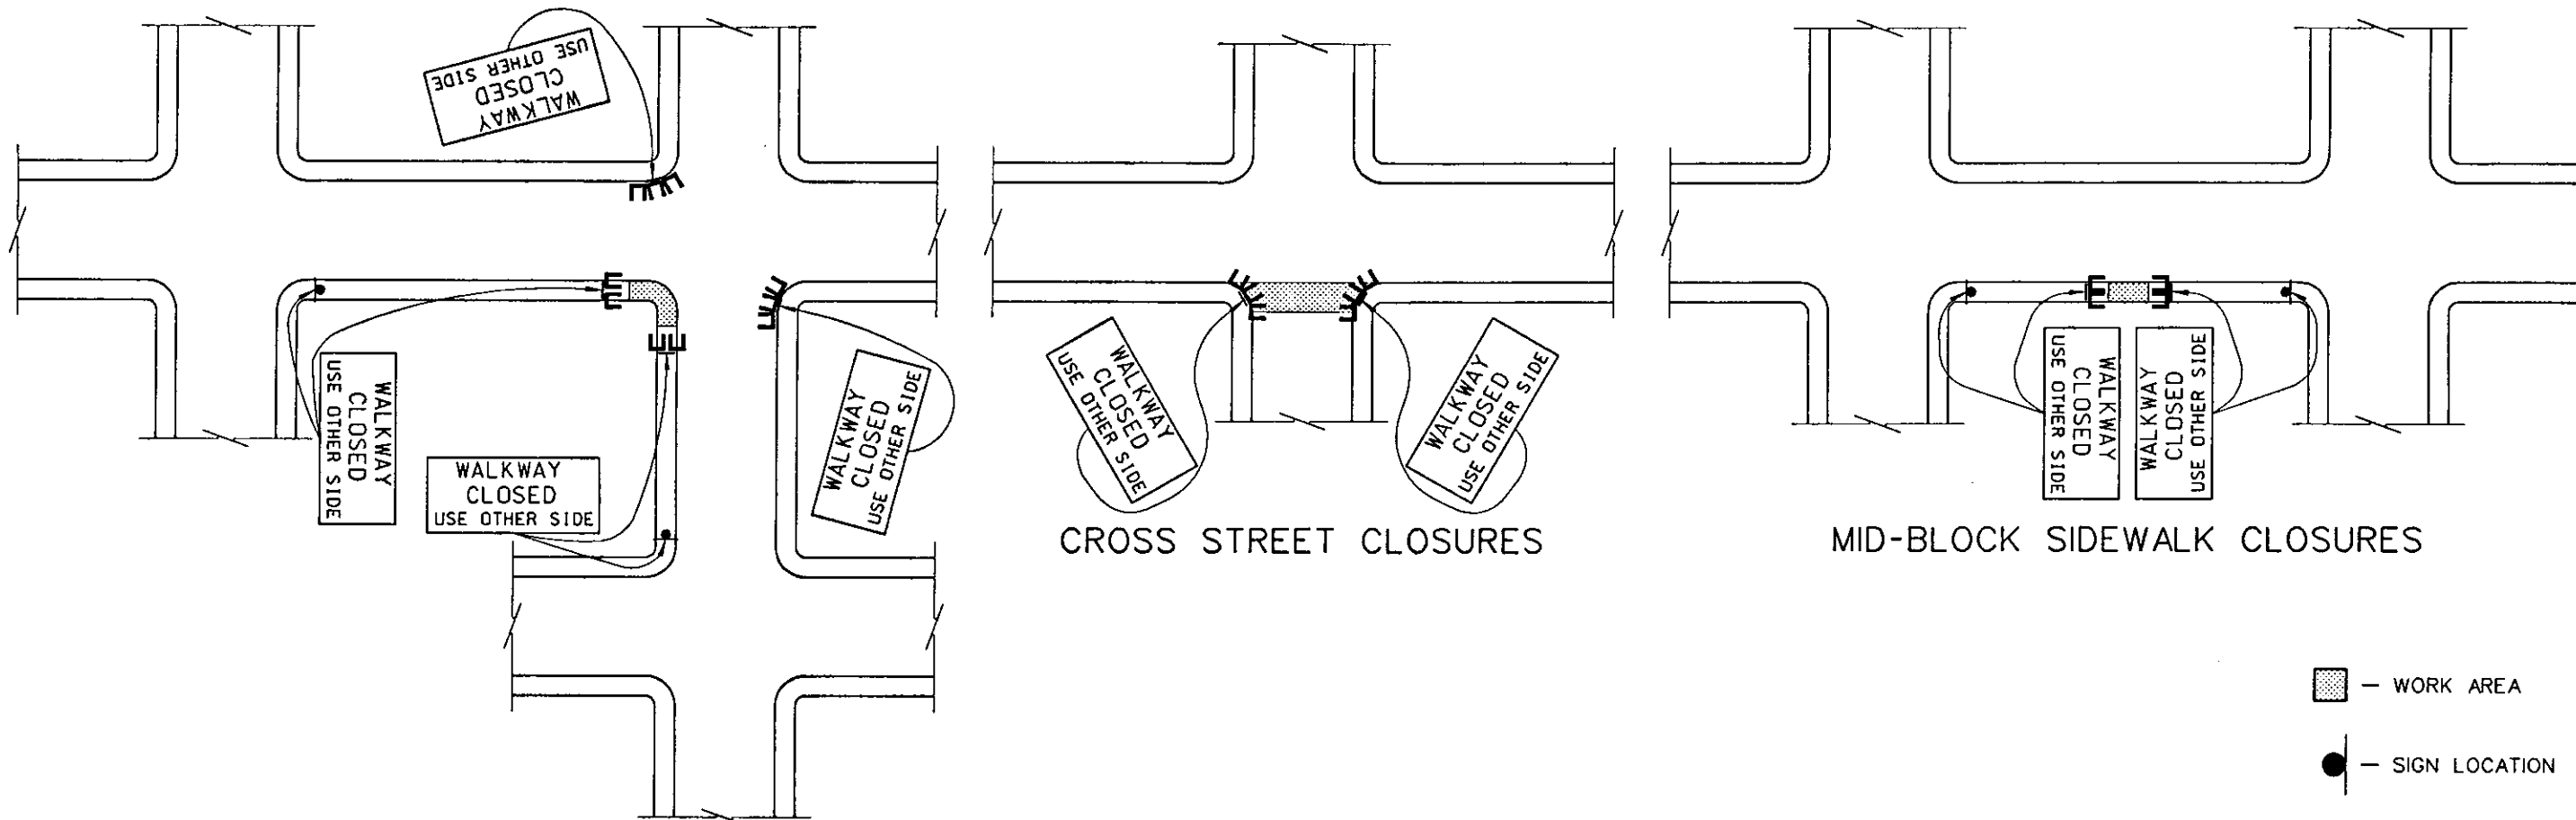 WALKWAY
CLOSED
USE OTHER SIDE
WALKWAY
CLOSED
USE OTHER SIDE
WALKWAY
CLOSED
USE OTHER SIDE
WALKWAY
CLOSED
USE OTHER SIDE
WALKWAY
CLOSED
USE OTHER SIDE
WALKWAY
CLOSED
USE OTHER SIDE
CROSS STREET CLOSURES
WALKWAY
CLOSED
USE OTHER SIDE
WALKWAY
CLOSED
USE OTHER SIDE
MID-BLOCK SIDEWALK CLOSURES
– WORK AREA
– SIGN LOCATION